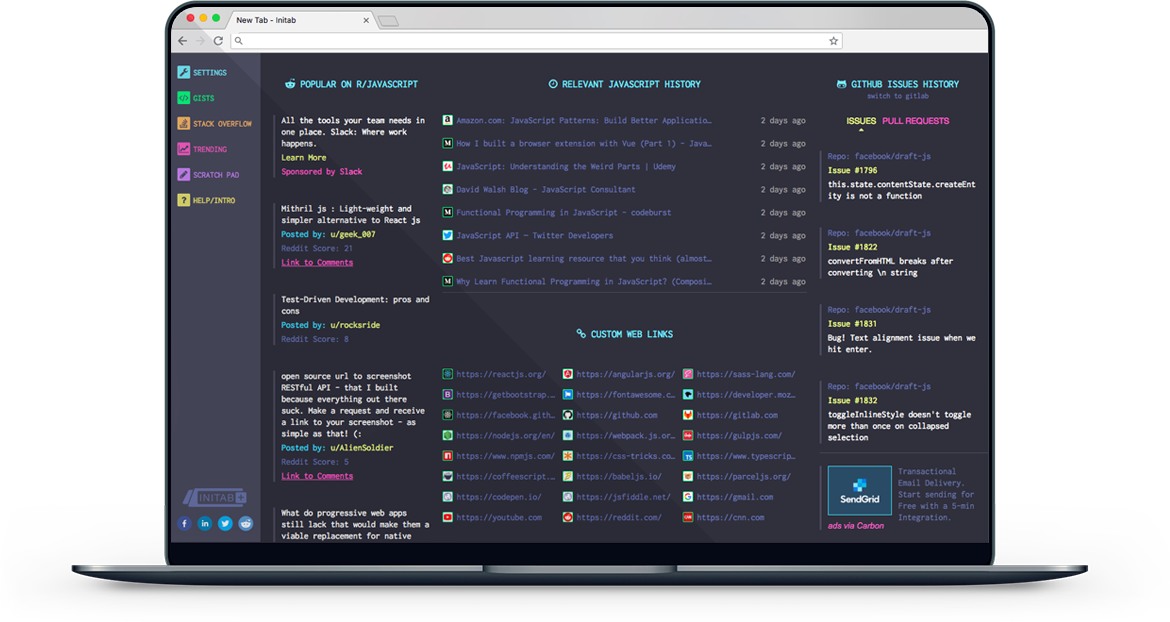 New Tab - Initab
SETTINGS
GISTS
STACK OVERFLOW
TRENDING
SCRATCH PAD
HELP/INTRO
INITAB
POPULAR ON R/JAVASCRIPT
All the tools your team needs in
one place. Slack: Where work
happens.
Learn More
Sponsored by Slack
Mithril js : Light-weight and
simpler alternative to React js
Posted by: u/geek_007
Reddit Score: 21
Link to Comments
Test-Driven Development: pros and
cons
Posted by: u/rocksride
Reddit Score: 8
open source url to screenshot
RESTful API - that I built
because everything out there
suck. Make a request and receive
a link to your screenshot - as
simple as that! (:
Posted by: u/AlienSoldier
Reddit Score: 5
Link to Comments
What do progressive web apps
still lack that would make them a
viable replacement for native
RELEVANT JAVASCRIPT HISTORY
Amazon.com: JavaScript Patterns: Build Better Applicatio… 2 days ago
How I built a browser extension with Vue (Part 1) - Java… 2 days ago
JavaScript: Understanding the Weird Parts | Udemy 2 days ago
David Walsh Blog - JavaScript Consultant 2 days ago
Functional Programming in JavaScript - codeburst 2 days ago
JavaScript API — Twitter Developers 2 days ago
Best Javascript learning resource that you think (almost… 2 days ago
Why Learn Functional Programming in JavaScript? (Composi… 2 days ago
CUSTOM WEB LINKS
https://reactjs.org/ https://angularjs.org/ https://sass-lang.com/
https://getbootstrap.… https://fontawesome.c… https://developer.moz…
https://facebook.gith… https://github.com https://gitlab.com
https://nodejs.org/en/ https://webpack.js.or… https://gulpjs.com/
https://www.npmjs.com/ https://css-tricks.co… https://www.typescrip…
https://coffeescript.… https://babeljs.io/ https://parceljs.org/
https://codepen.io/ https://jsfiddle.net/ https://gmail.com
https://youtube.com https://reddit.com/ https://cnn.com
GITHUB ISSUES HISTORY
switch to gitlab
ISSUES PULL REQUESTS
Repo: facebook/draft-js
Issue #1796
this.state.contentState.createEnt
ity is not a function
Repo: facebook/draft-js
Issue #1822
convertFromHTML breaks after
converting \n string
Repo: facebook/draft-js
Issue #1831
Bug! Text alignment issue when we
hit enter.
Repo: facebook/draft-js
Issue #1832
toggleInlineStyle doesn't toggle
more than once on collapsed
selection
SendGrid
Transactional
Email Delivery.
Start sending for
Free with a 5-min
Integration.
ads via Carbon